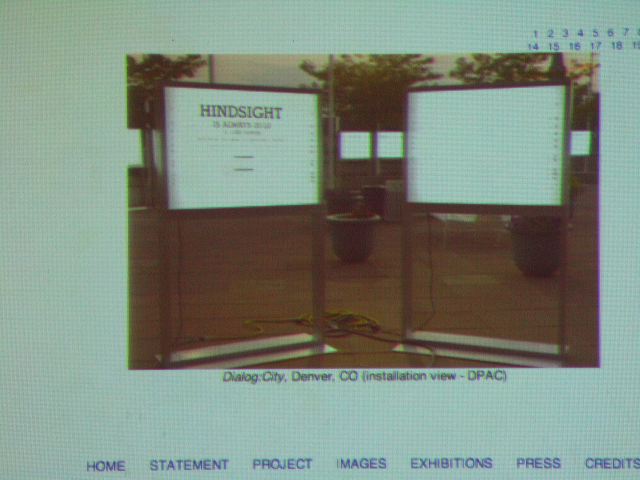 1 2 3 4 5 6 7
14 15 16 17 18 19
HINDSIGHT
IS ALWAYS 20/20
Dialog:City, Denver, CO (installation view - DPAC)
HOME STATEMENT PROJECT IMAGES EXHIBITIONS PRESS CREDITS